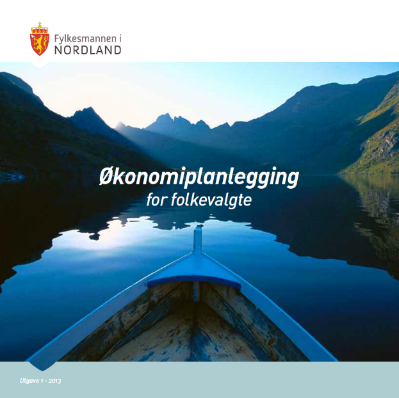 Fylkesmannen i
NORDLAND
Økonomiplanlegging
for folkevalgte
Utgave 1 - 2013